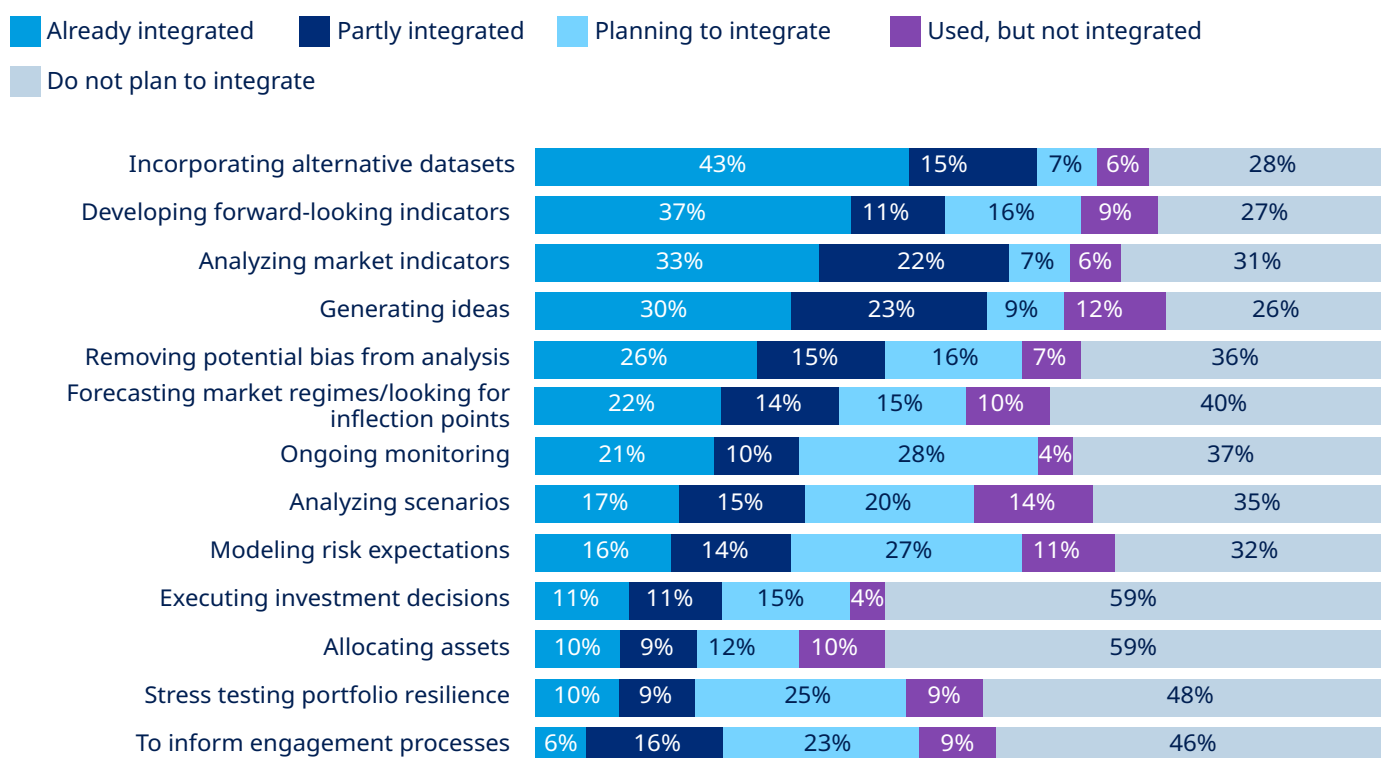 Already integrated Partly integrated Planning to integrate Used, but not integrated
Do not plan to integrate
Incorporating alternative datasets 43% 15% 7% 6% 28%
Developing forward-looking indicators 37% 11% 16% 9% 27%
Analyzing market indicators 33% 22% 7% 6% 31%
Generating ideas 30% 23% 9% 12% 26%
Removing potential bias from analysis 26% 15% 16% 7% 36%
Forecasting market regimes/looking for
inflection points 22% 14% 15% 10% 40%
Ongoing monitoring 21% 10% 28% 4% 37%
Analyzing scenarios 17% 15% 20% 14% 35%
Modeling risk expectations 16% 14% 27% 11% 32%
Executing investment decisions 11% 11% 15% 4% 59%
Allocating assets 10% 9% 12% 10% 59%
Stress testing portfolio resilience 10% 9% 25% 9% 48%
To inform engagement processes 6% 16% 23% 9% 46%